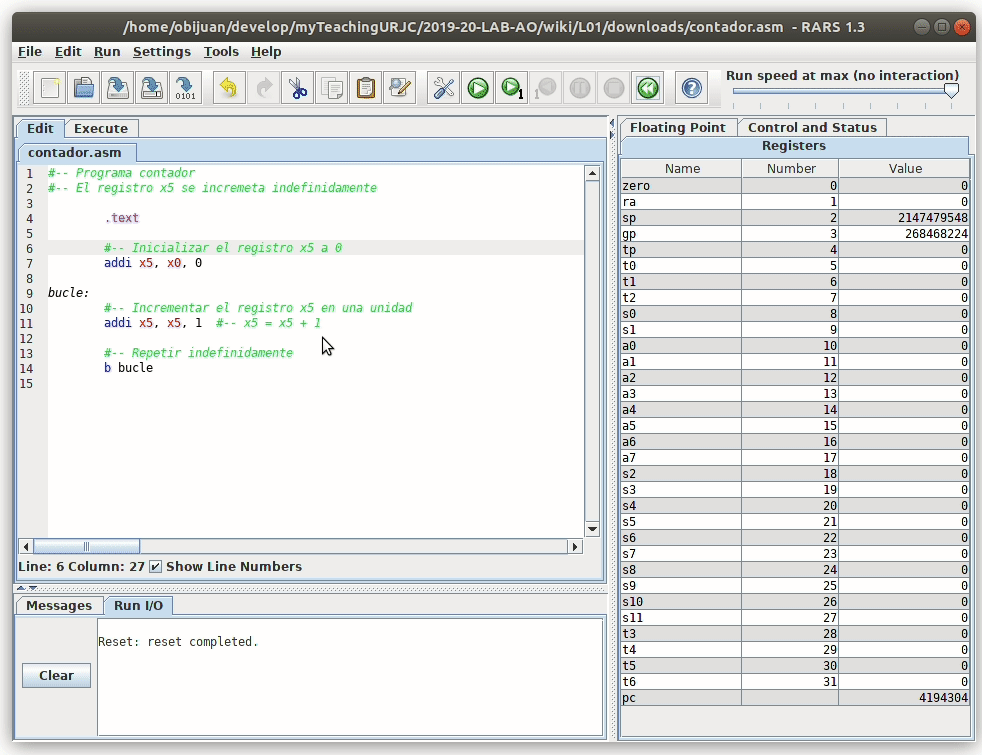 /home/obijuan/develop/myTeachingURJC/2019-20-LAB-AO/wiki/L01/downloads/contador.asm - RARS 1.3
File Edit Run Settings Tools Help
Run speed at max (no interaction)
0101 1 1
Edit Execute
contador.asm
1 #-- Programa contador
2 #-- El registro x5 se incremeta indefinidamente
3
4 .text
5
6 #-- Inicializar el registro x5 a 0
7 addi x5, x0, 0
8
9 bucle:
10 #-- Incrementar el registro x5 en una unidad
11 addi x5, x5, 1 #-- x5 = x5 + 1
12
13 #-- Repetir indefinidamente
14 b bucle
15
Line: 6 Column: 27 Show Line Numbers
Messages Run I/O
Reset: reset completed.
Clear
Floating Point Control and Status
Registers
Name Number Value
zero 0 0
ra 1 0
sp 2 2147479548
gp 3 268468224
tp 4 0
t0 5 0
t1 6 0
t2 7 0
s0 8 0
s1 9 0
a0 10 0
a1 11 0
a2 12 0
a3 13 0
a4 14 0
a5 15 0
a6 16 0
a7 17 0
s2 18 0
s3 19 0
s4 20 0
s5 21 0
s6 22 0
s7 23 0
s8 24 0
s9 25 0
s10 26 0
s11 27 0
t3 28 0
t4 29 0
t5 30 0
t6 31 0
pc 4194304